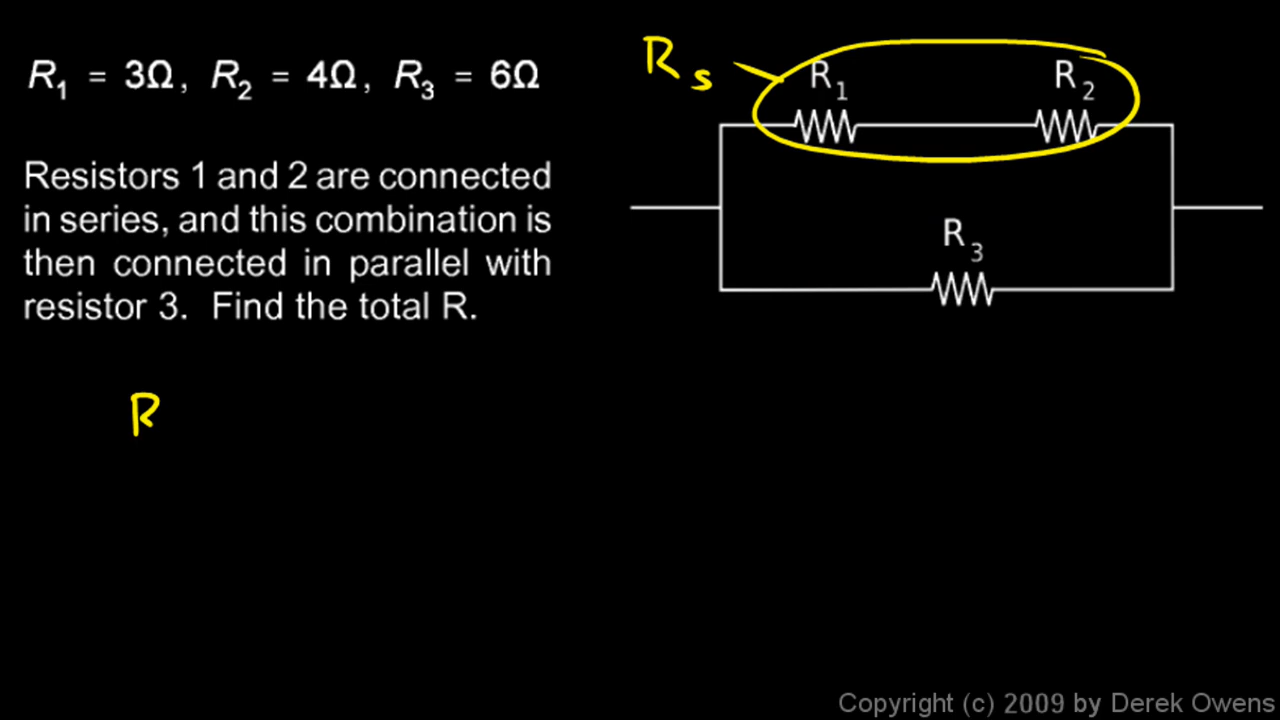 R₁ = 3Ω, R₂ = 4Ω, R₃ = 6Ω
Resistors 1 and 2 are connected
in series, and this combination is
then connected in parallel with
resistor 3. Find the total R.
R
Rs
R₁ R₂
R₃
Copyright (c) 2009 by Derek Owens